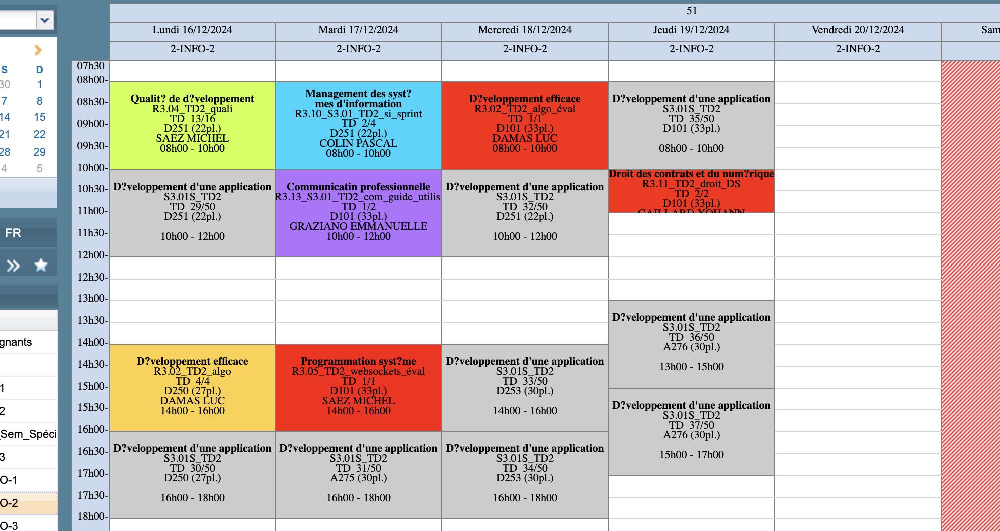 51
Lundi 16/12/2024
Mardi 17/12/2024
Mercredi 18/12/2024
Jeudi 19/12/2024
Vendredi 20/12/2024
Sam
2-INFO-2
2-INFO-2
2-INFO-2
2-INFO-2
2-INFO-2
S D
30 1
7 8
14 15
21 22
28 29
4 5
FR
gnants
1
2
_Sem_Spéci
3
O-1
O-2
O-3
07h30
08h00-
08h30-
09h00-
09h30-
10h00-
10h30-
11h00-
11h30-
12h00-
12h30-
13h00-
13h30-
14h00-
14h30-
15h00-
15h30-
16h00-
16h30-
17h00-
17h30-
18h00-
Qualit? de d?veloppement
R3.04_TD2_quali
TD 13/16
D251 (22pl.)
SAEZ MICHEL
08h00 - 10h00
D?veloppement d'une application
S3.01S_TD2
TD 29/50
D251 (22pl.)
10h00 - 12h00
D?veloppement efficace
R3.02_TD2_algo
TD 4/4
D250 (27pl.)
DAMAS LUC
14h00 - 16h00
D?veloppement d'une application
S3.01S_TD2
TD 30/50
D250 (27pl.)
16h00 - 18h00
Management des syst?
mes d'information
R3.10_S3.01_TD2_si_sprint
TD 2/4
D251 (22pl.)
COLIN PASCAL
08h00 - 10h00
Communicatin professionnelle
R3.13_S3.01_TD2_com_guide_utilisa
TD 1/2
D101 (33pl.)
GRAZIANO EMMANUELLE
10h00 - 12h00
Programmation syst?me
R3.05_TD2_websockets_éval
TD 1/1
D101 (33pl.)
SAEZ MICHEL
14h00 - 16h00
D?veloppement d'une application
S3.01S_TD2
TD 31/50
A275 (30pl.)
16h00 - 18h00
D?veloppement efficace
R3.02_TD2_algo_éval
TD 1/1
D101 (33pl.)
DAMAS LUC
08h00 - 10h00
D?veloppement d'une application
S3.01S_TD2
TD 32/50
D251 (22pl.)
10h00 - 12h00
D?veloppement d'une application
S3.01S_TD2
TD 33/50
D253 (30pl.)
14h00 - 16h00
D?veloppement d'une application
S3.01S_TD2
TD 34/50
D253 (30pl.)
16h00 - 18h00
D?veloppement d'une application
S3.01S_TD2
TD 35/50
D101 (33pl.)
08h00 - 10h00
Droit des contrats et du num?rique
R3.11_TD2_droit_DS
TD 2/2
D101 (33pl.)
GAILLARD YOHANN
D?veloppement d'une application
S3.01S_TD2
TD 36/50
A276 (30pl.)
13h00 - 15h00
D?veloppement d'une application
S3.01S_TD2
TD 37/50
A276 (30pl.)
15h00 - 17h00